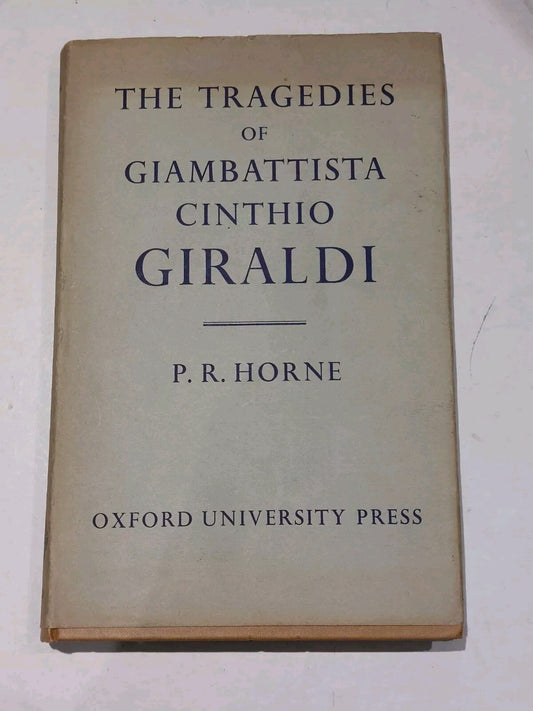 THE TRAGEDIES
OF
GIAMBATTISTA
CINTHIO
GIRALDI
P. R. HORNE
OXFORD UNIVERSITY PRESS